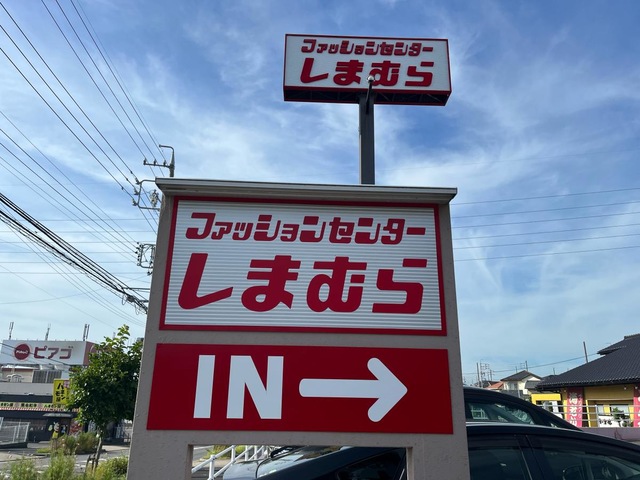 ファッションセンター
しまむら
ファッションセンター
しまむら
IN →
ピアゴ